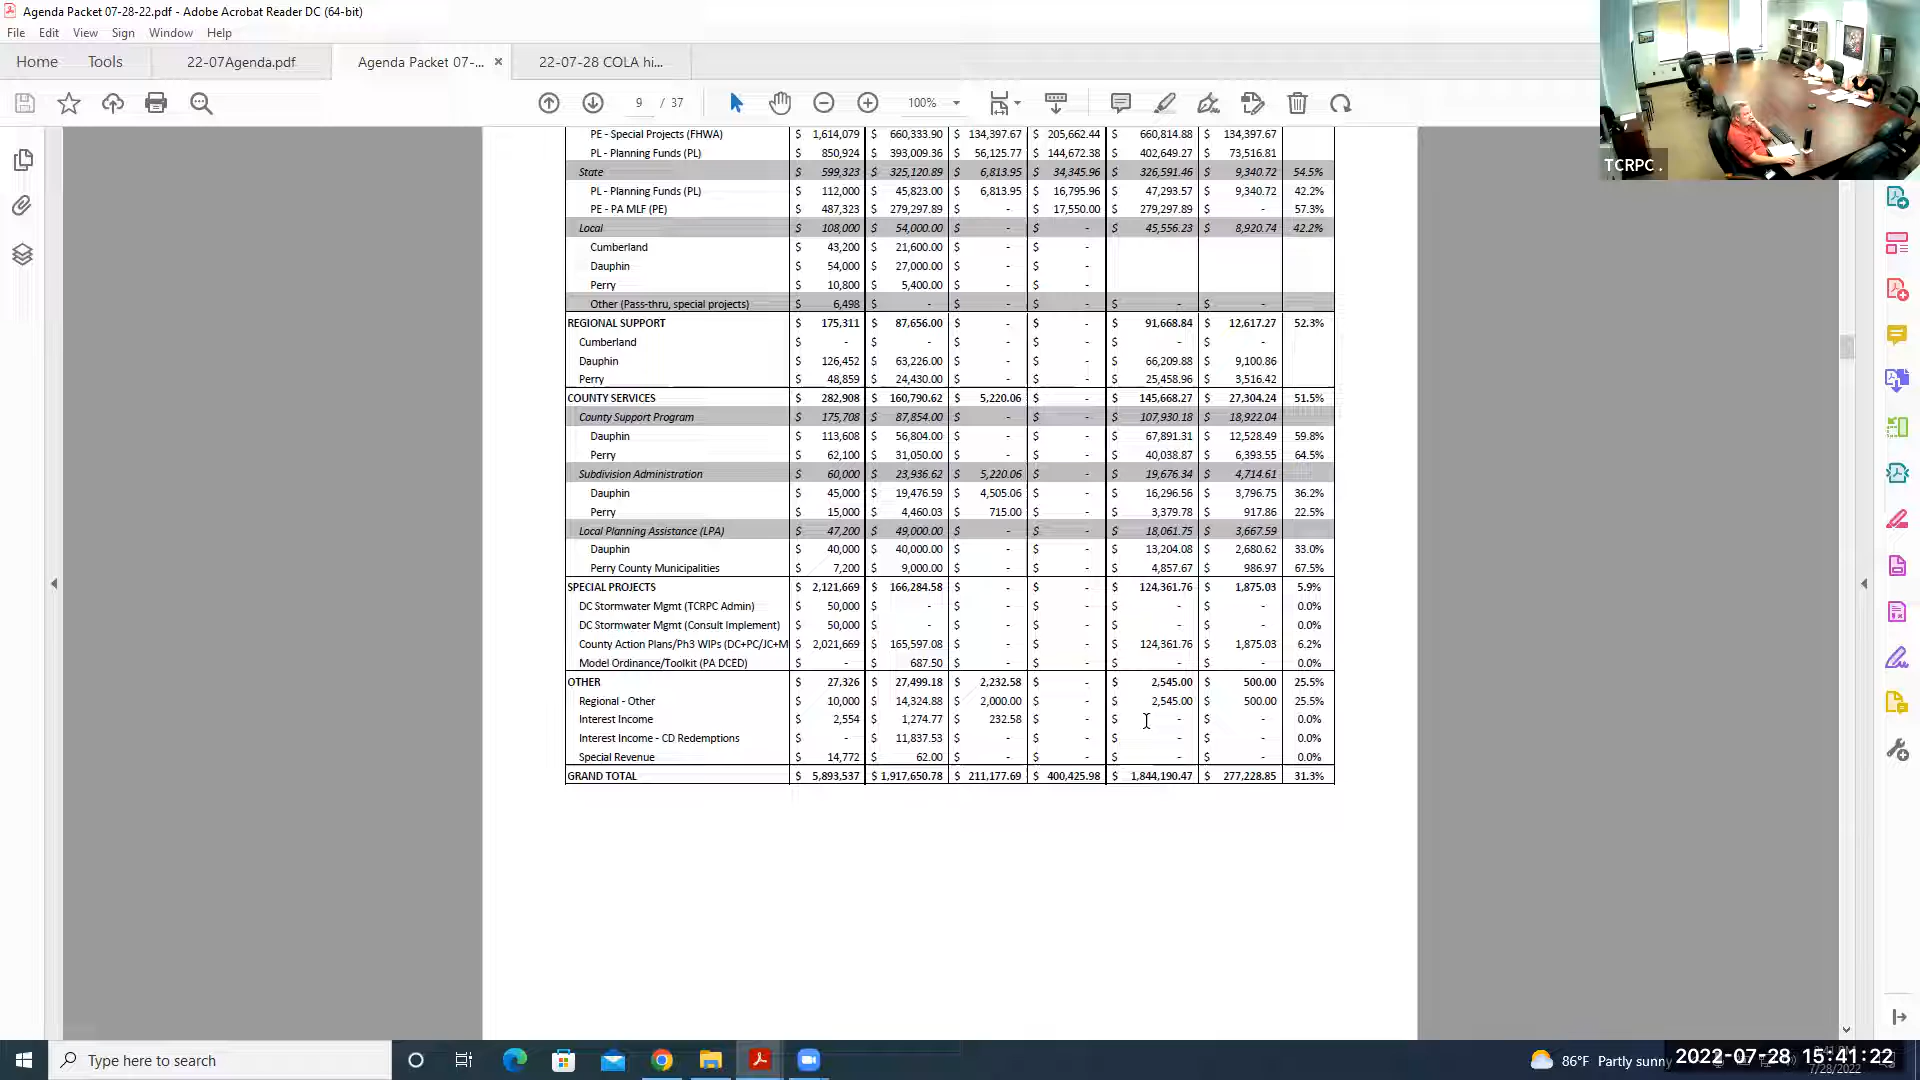 Agenda Packet 07-28-22.pdf - Adobe Acrobat Reader DC (64-bit)
File Edit View Sign Window Help
Home Tools 22-07Agenda.pdf Agenda Packet 07-... × 22-07-28 COLA hi...
9 / 37 100%
TCRPC .
PE - Special Projects (FHWA) $ 1,614,079 $ 660,333.90 $ 134,397.67 $ 205,662.44 $ 660,814.88 $ 134,397.67
PL - Planning Funds (PL) $ 850,924 $ 393,009.36 $ 56,125.77 $ 144,672.38 $ 402,649.27 $ 73,516.81
State $ 599,323 $ 325,120.89 $ 6,813.95 $ 34,345.96 $ 326,591.46 $ 9,340.72 54.5%
PL - Planning Funds (PL) $ 112,000 $ 45,823.00 $ 6,813.95 $ 16,795.96 $ 47,293.57 $ 9,340.72 42.2%
PE - PA MLF (PE) $ 487,323 $ 279,297.89 $ - $ 17,550.00 $ 279,297.89 $ - 57.3%
Local $ 108,000 $ 54,000.00 $ - $ - $ 45,556.23 $ 8,920.74 42.2%
Cumberland $ 43,200 $ 21,600.00 $ - $ -
Dauphin $ 54,000 $ 27,000.00 $ - $ -
Perry $ 10,800 $ 5,400.00 $ - $ -
Other (Pass-thru, special projects) $ 6,498 $ - $ - $ - $ - $ -
REGIONAL SUPPORT $ 175,311 $ 87,656.00 $ - $ - $ 91,668.84 $ 12,617.27 52.3%
Cumberland $ - $ - $ - $ - $ - $ -
Dauphin $ 126,452 $ 63,226.00 $ - $ - $ 66,209.88 $ 9,100.86
Perry $ 48,859 $ 24,430.00 $ - $ - $ 25,458.96 $ 3,516.42
COUNTY SERVICES $ 282,908 $ 160,790.62 $ 5,220.06 $ - $ 145,668.27 $ 27,304.24 51.5%
County Support Program $ 175,708 $ 87,854.00 $ - $ - $ 107,930.18 $ 18,922.04
Dauphin $ 113,608 $ 56,804.00 $ - $ - $ 67,891.31 $ 12,528.49 59.8%
Perry $ 62,100 $ 31,050.00 $ - $ - $ 40,038.87 $ 6,393.55 64.5%
Subdivision Administration $ 60,000 $ 23,936.62 $ 5,220.06 $ - $ 19,676.34 $ 4,714.61
Dauphin $ 45,000 $ 19,476.59 $ 4,505.06 $ - $ 16,296.56 $ 3,796.75 36.2%
Perry $ 15,000 $ 4,460.03 $ 715.00 $ - $ 3,379.78 $ 917.86 22.5%
Local Planning Assistance (LPA) $ 47,200 $ 49,000.00 $ - $ - $ 18,061.75 $ 3,667.59
Dauphin $ 40,000 $ 40,000.00 $ - $ - $ 13,204.08 $ 2,680.62 33.0%
Perry County Municipalities $ 7,200 $ 9,000.00 $ - $ - $ 4,857.67 $ 986.97 67.5%
SPECIAL PROJECTS $ 2,121,669 $ 166,284.58 $ - $ - $ 124,361.76 $ 1,875.03 5.9%
DC Stormwater Mgmt (TCRPC Admin) $ 50,000 $ - $ - $ - $ - $ - 0.0%
DC Stormwater Mgmt (Consult Implement) $ 50,000 $ - $ - $ - $ - $ - 0.0%
County Action Plans/Ph3 WIPs (DC+PC/JC+M $ 2,021,669 $ 165,597.08 $ - $ - $ 124,361.76 $ 1,875.03 6.2%
Model Ordinance/Toolkit (PA DCED) $ - $ 687.50 $ - $ - $ - $ - 0.0%
OTHER $ 27,326 $ 27,499.18 $ 2,232.58 $ - $ 2,545.00 $ 500.00 25.5%
Regional - Other $ 10,000 $ 14,324.88 $ 2,000.00 $ - $ 2,545.00 $ 500.00 25.5%
Interest Income $ 2,554 $ 1,274.77 $ 232.58 $ - $ - $ - 0.0%
Interest Income - CD Redemptions $ - $ 11,837.53 $ - $ - $ - $ - 0.0%
Special Revenue $ 14,772 $ 62.00 $ - $ - $ - $ - 0.0%
GRAND TOTAL $ 5,893,537 $ 1,917,650.78 $ 211,177.69 $ 400,425.98 $ 1,844,190.47 $ 277,228.85 31.3%
Type here to search
86°F Partly sunny
2022-07-28 15:41:22
7/28/2022